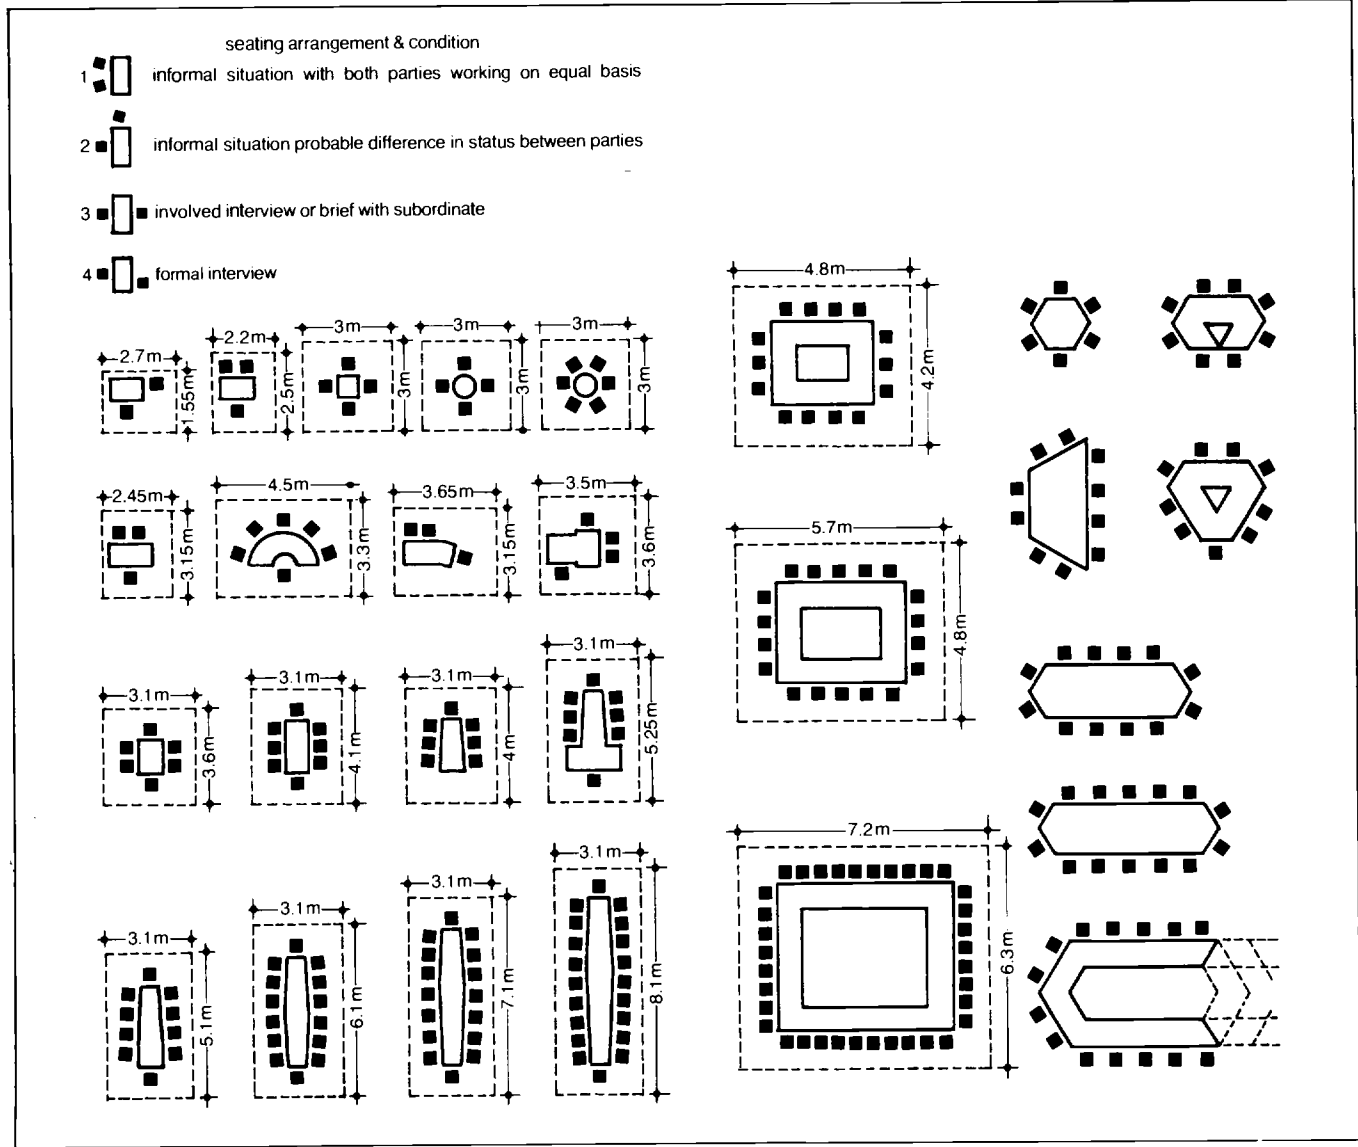 seating arrangement & condition
1 informal situation with both parties working on equal basis
2 informal situation probable difference in status between parties
3 involved interview or brief with subordinate
4 formal interview
2.7m
1.55m
2.2m
2.5m
3m
3m
3m
3m
3m
3m
2.45m
3.15m
4.5m
3.3m
3.65m
3.15m
3.5m
3.6m
3.1m
3.6m
3.1m
4.1m
3.1m
4m
3.1m
5.25m
3.1m
5.1m
3.1m
6.1m
3.1m
7.1m
3.1m
8.1m
4.8m
4.2m
5.7m
4.8m
7.2m
6.3m